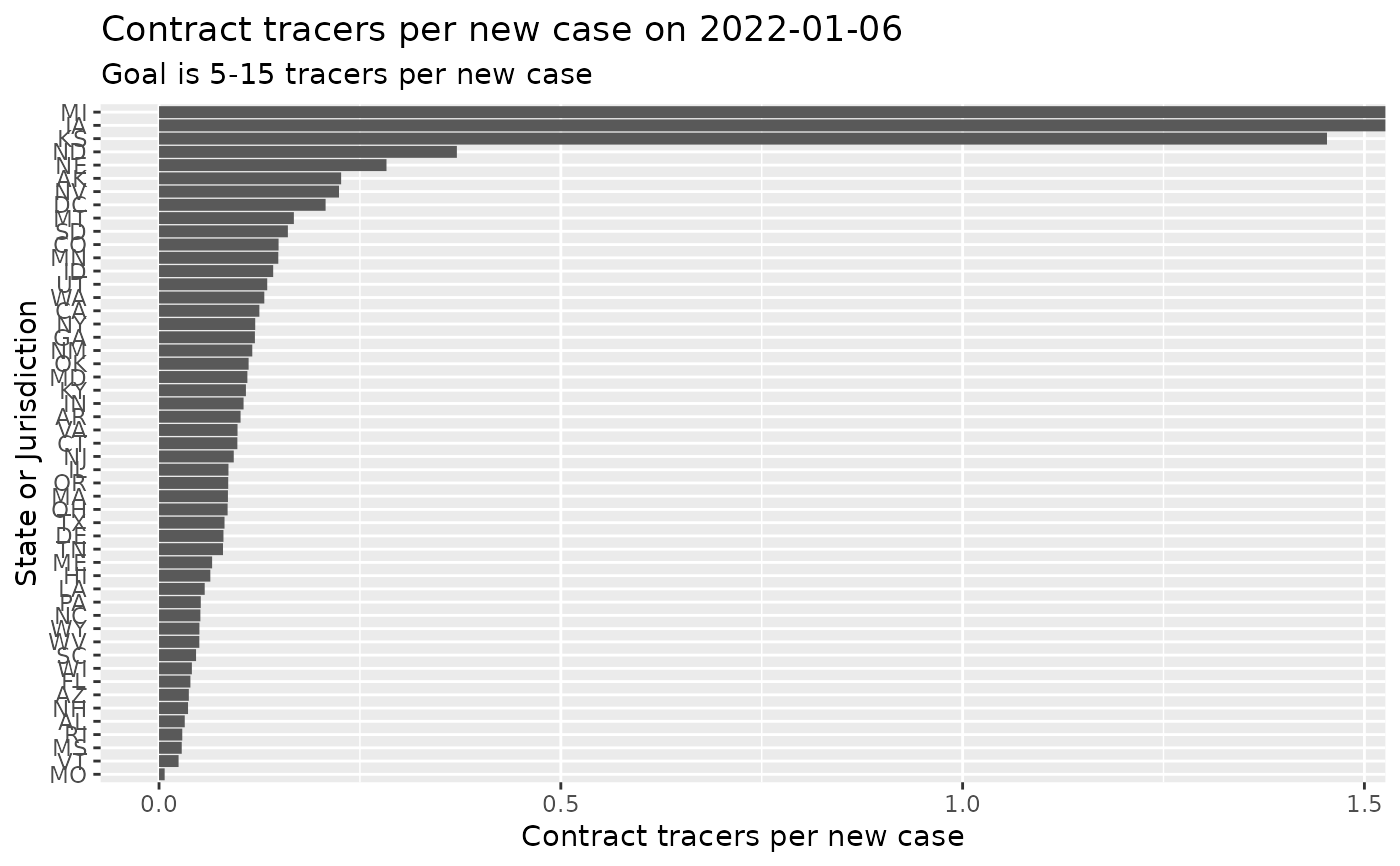 Contract tracers per new case on 2022-01-06
Goal is 5-15 tracers per new case
State or Jurisdiction
MI
IA
KS
ND
NE
AK
NV
DC
MT
SD
CO
MN
ID
UT
WA
CA
NY
GA
NM
OK
MD
KY
IN
AR
VA
CT
NJ
IL
OR
MA
OH
TX
DE
TN
ME
HI
LA
PA
NC
WY
WV
SC
WI
FL
AZ
NH
AL
RI
MS
VT
MO
0.0 0.5 1.0 1.5
Contract tracers per new case